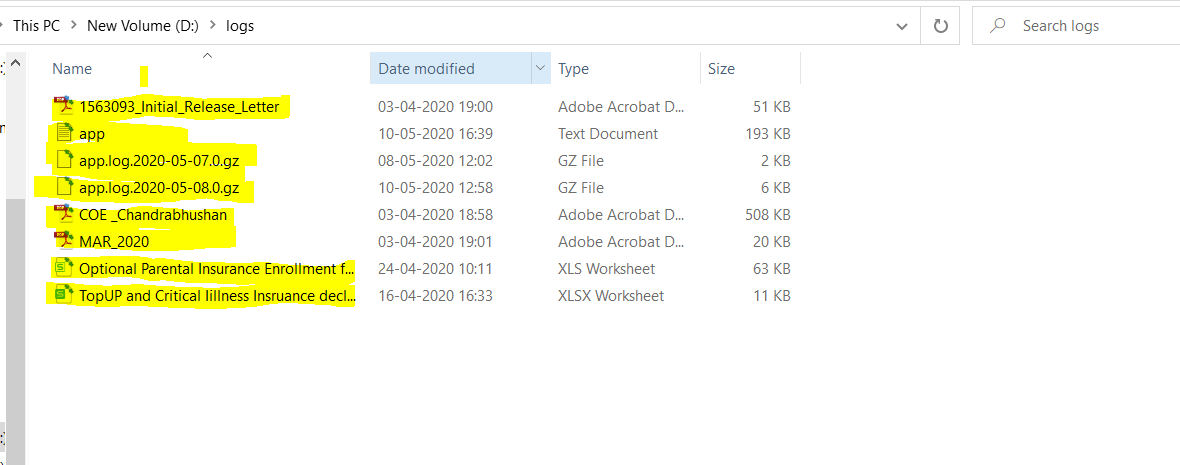 This PC > New Volume (D:) > logs
Search logs
Name Date modified Type Size
1563093_Initial_Release_Letter 03-04-2020 19:00 Adobe Acrobat D... 51 KB
app 10-05-2020 16:39 Text Document 193 KB
app.log.2020-05-07.0.gz 08-05-2020 12:02 GZ File 2 KB
app.log.2020-05-08.0.gz 10-05-2020 12:58 GZ File 6 KB
COE _Chandrabhushan 03-04-2020 18:58 Adobe Acrobat D... 508 KB
MAR_2020 03-04-2020 19:01 Adobe Acrobat D... 20 KB
Optional Parental Insurance Enrollment f... 24-04-2020 10:11 XLS Worksheet 63 KB
TopUP and Critical Iillness Insruance decl... 16-04-2020 16:33 XLSX Worksheet 11 KB